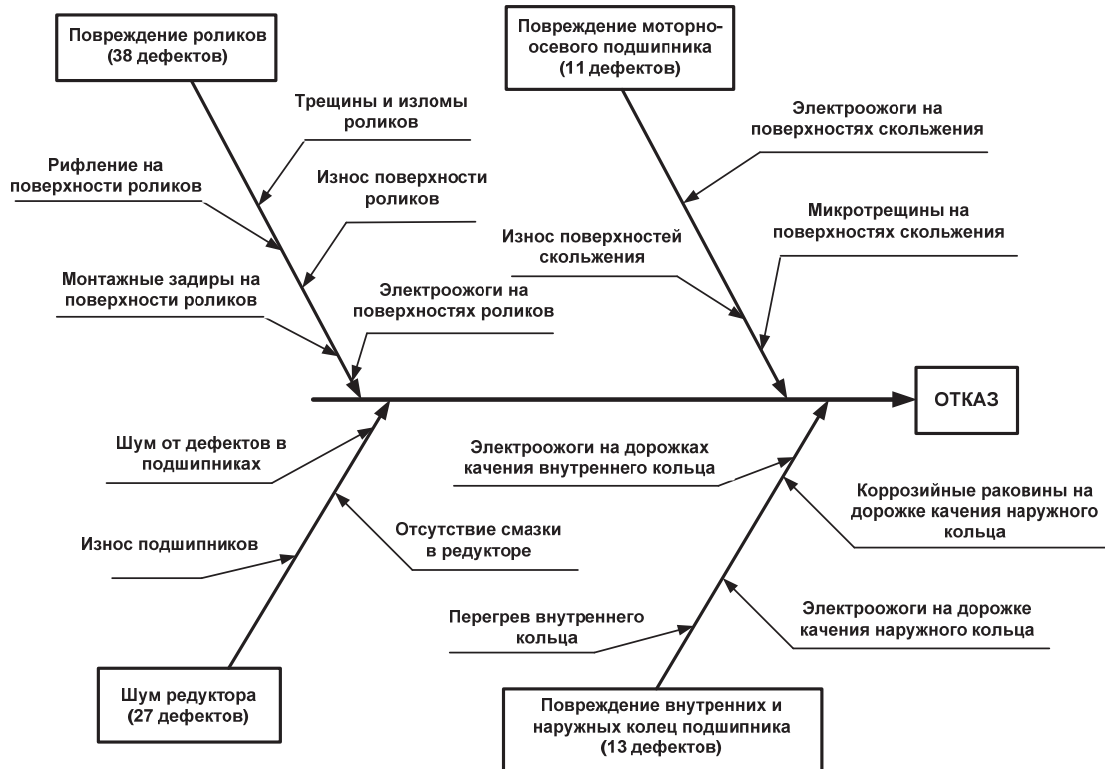 Повреждение роликов
(38 дефектов)
Повреждение моторно-
осевого подшипника
(11 дефектов)
Трещины и изломы
роликов
Рифление на
поверхности роликов
Износ поверхности
роликов
Монтажные задиры на
поверхности роликов
Электроожоги на
поверхностях роликов
Электроожоги на
поверхностях скольжения
Износ поверхностей
скольжения
Микротрещины на
поверхностях скольжения
ОТКАЗ
Шум от дефектов в
подшипниках
Износ подшипников
Отсутствие смазки
в редукторе
Шум редуктора
(27 дефектов)
Электроожоги на дорожках
качения внутреннего кольца
Коррозийные раковины на
дорожке качения наружного
кольца
Перегрев внутреннего
кольца
Электроожоги на дорожке
качения наружного кольца
Повреждение внутренних и
наружных колец подшипника
(13 дефектов)